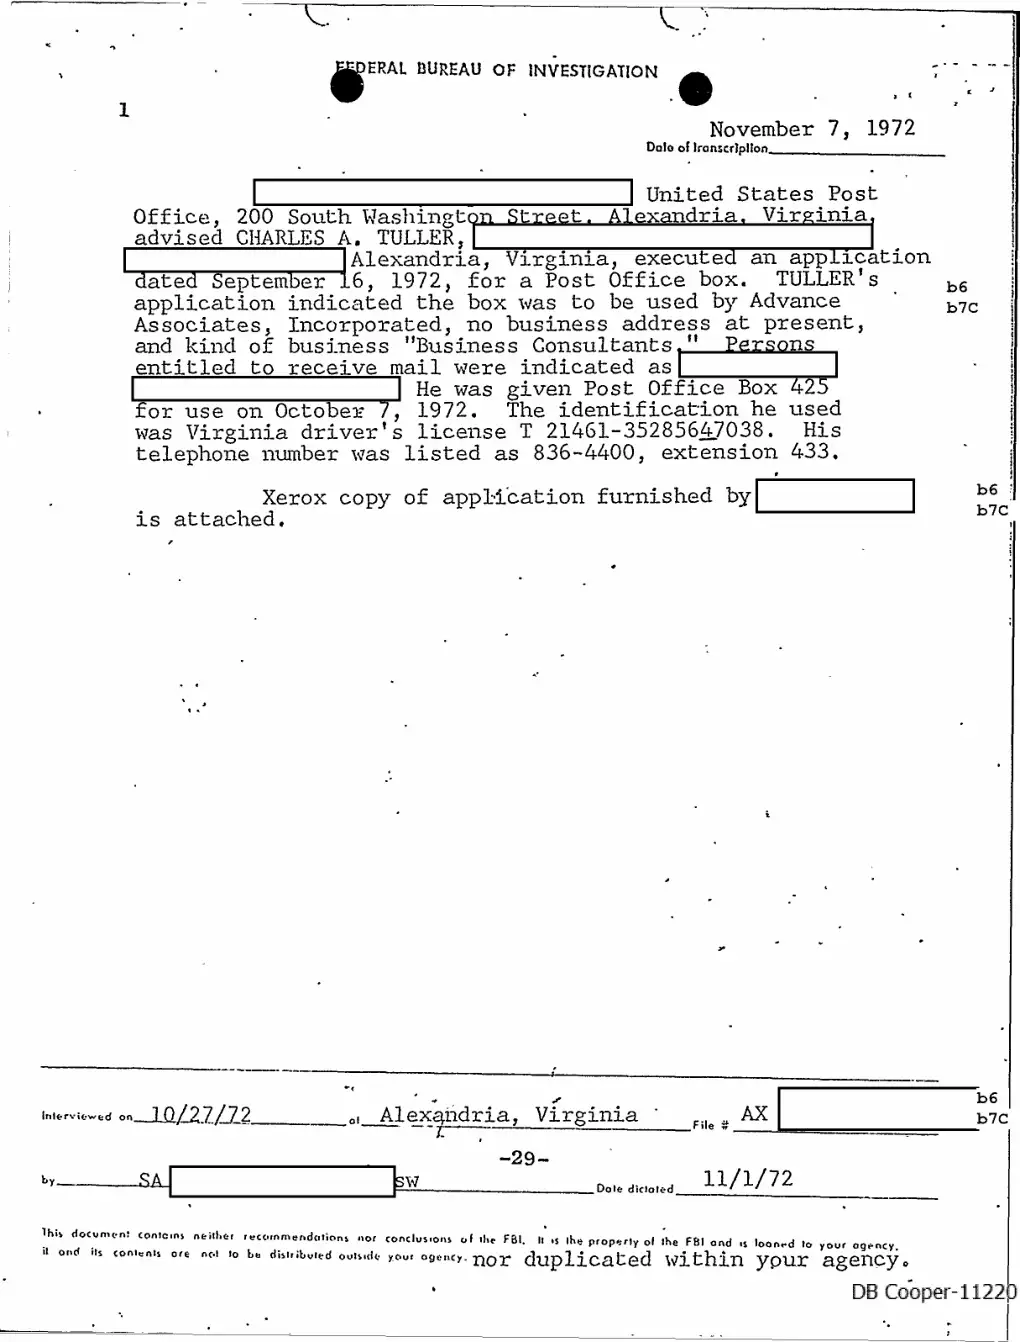 FEDERAL BUREAU OF INVESTIGATION
1
November 7, 1972
Date of transcription
United States Post
Office, 200 South Washington Street, Alexandria, Virginia,
advised CHARLES A. TULLER,
Alexandria, Virginia, executed an application
dated September 16, 1972, for a Post Office box. TULLER's
b6
application indicated the box was to be used by Advance
b7C
Associates, Incorporated, no business address at present,
and kind of business "Business Consultants." Persons
entitled to receive mail were indicated as
He was given Post Office Box 425
for use on October 7, 1972. The identification he used
was Virginia driver's license T 21461-35285647038. His
telephone number was listed as 836-4400, extension 433.
Xerox copy of application furnished by
b6
b7C
is attached.
Interviewed on 10/27/72 at Alexandria, Virginia File # AX
b6
b7C
-29-
by SA SW Date dictated 11/1/72
This document contains neither recommendations nor conclusions of the FBI. It is the property of the FBI and is loaned to your agency;
it and its contents are not to be distributed outside your agency. nor duplicated within your agency.
DB Cooper-11220